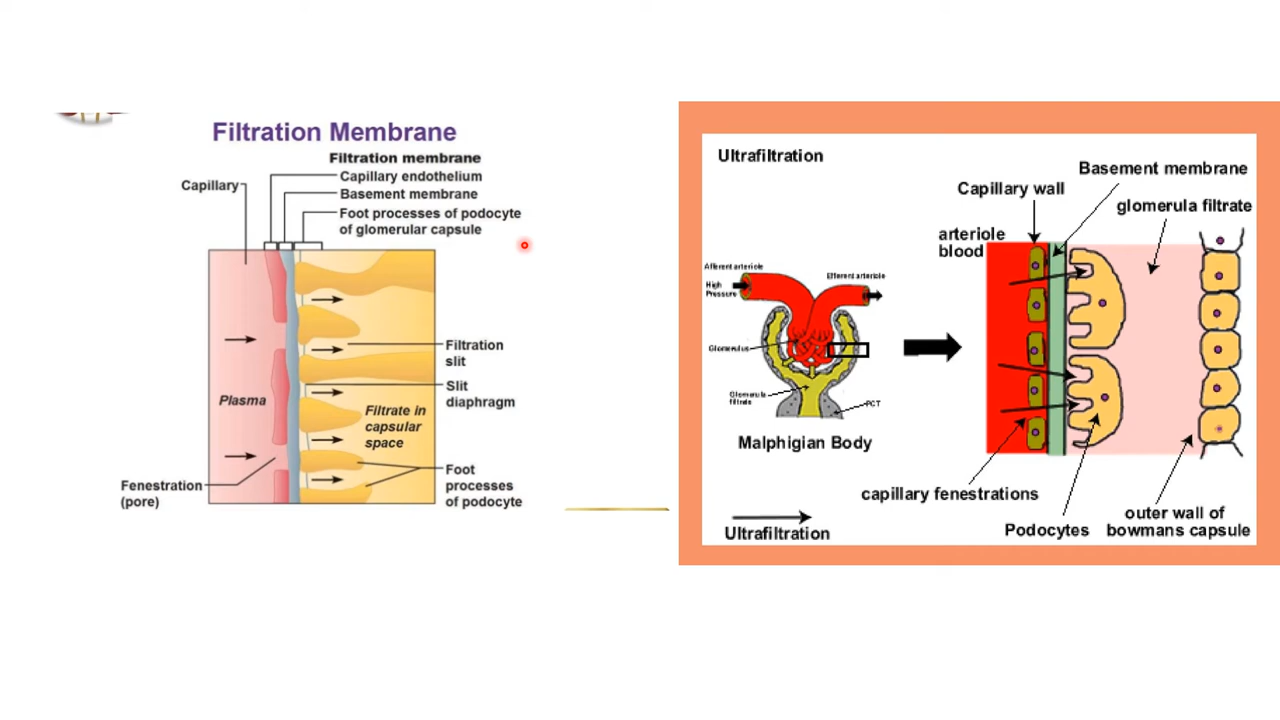 Filtration Membrane
Filtration membrane
Capillary endothelium
Basement membrane
Foot processes of podocyte
of glomerular capsule
Capillary
Filtration
slit
Slit
diaphragm
Plasma
Filtrate in
capsular
space
Fenestration
(pore)
Foot
processes
of podocyte
Ultrafiltration
Basement membrane
Capillary wall
glomerula filtrate
arteriole
blood
Afferent arteriole
High
Pressure
Efferent arteriole
Glomerulus
Glomerula
filtrate
PCT
Malphigian Body
capillary fenestrations
Podocytes
outer wall of
bowmans capsule
Ultrafiltration